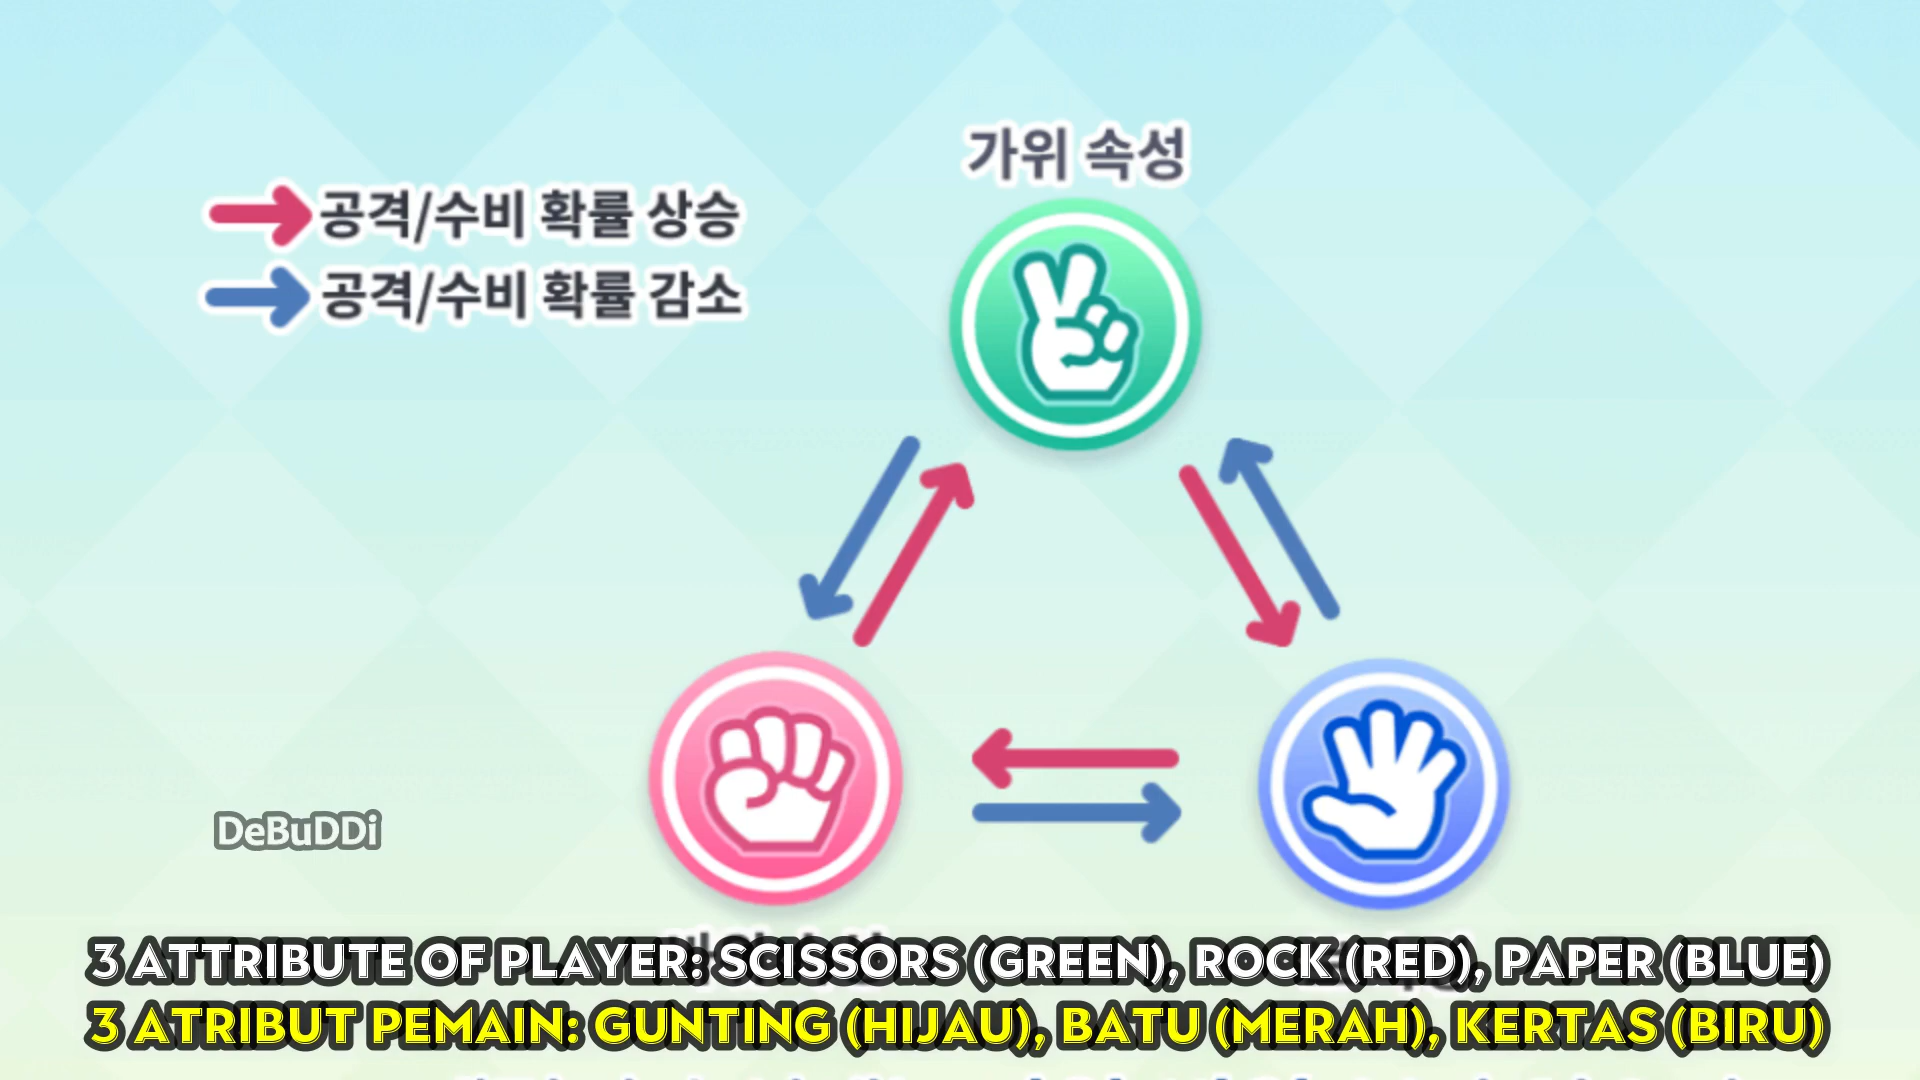 가위 속성
공격/수비 확률 상승
공격/수비 확률 감소
DeBuDDi
3 ATTRIBUTE OF PLAYER: SCISSORS (GREEN), ROCK (RED), PAPER (BLUE)
3 ATRIBUT PEMAIN: GUNTING (HIJAU), BATU (MERAH), KERTAS (BIRU)